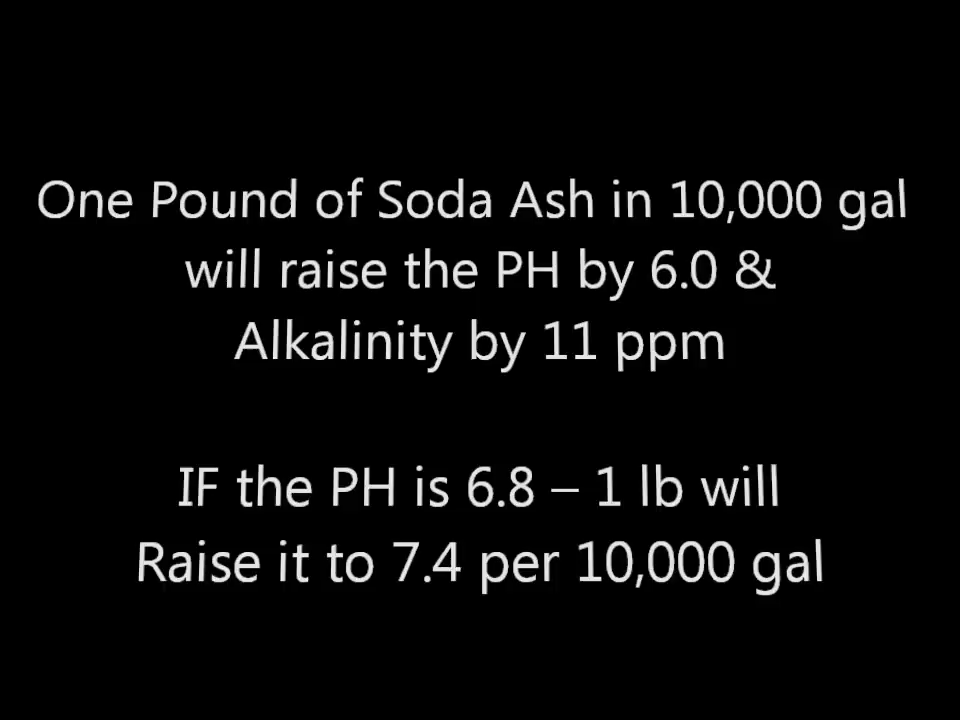 One Pound of Soda Ash in 10,000 gal
will raise the PH by 6.0 &
Alkalinity by 11 ppm
IF the PH is 6.8 – 1 lb will
Raise it to 7.4 per 10,000 gal